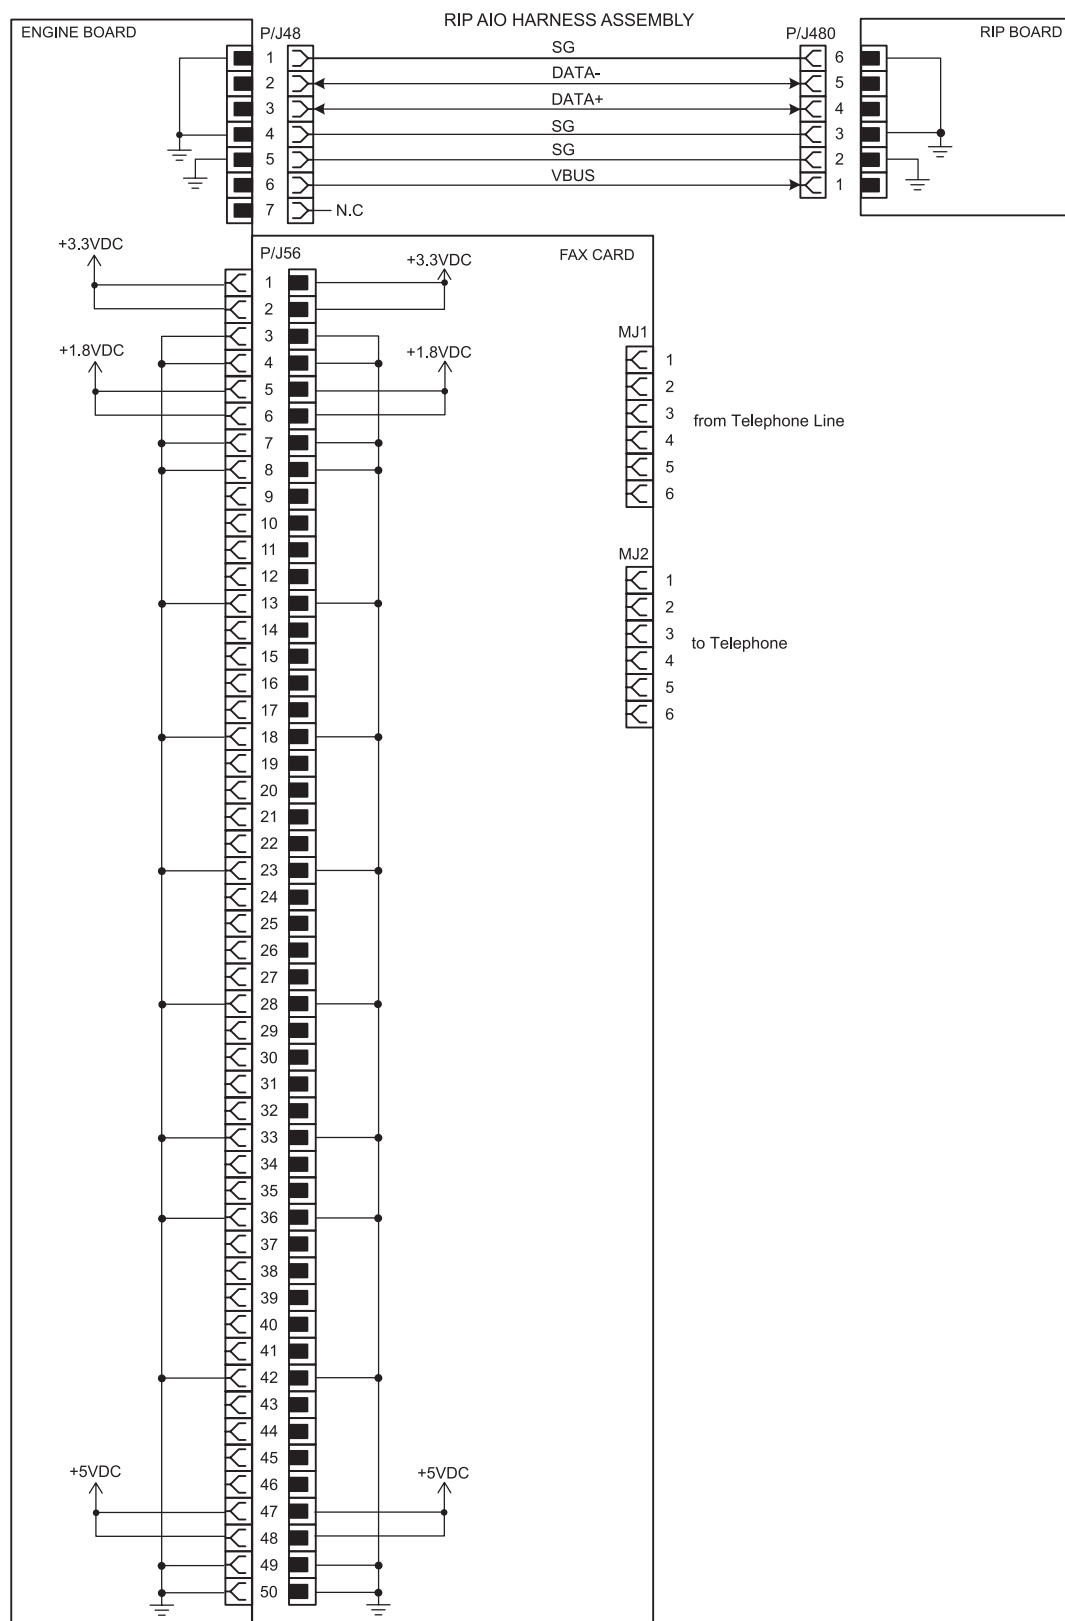 RIP AIO HARNESS ASSEMBLY
ENGINE BOARD
P/J48
P/J480
RIP BOARD
1 SG 6
2 DATA- 5
3 DATA+ 4
4 SG 3
5 SG 2
6 VBUS 1
7 N.C
+3.3VDC
P/J56
+3.3VDC
FAX CARD
1
2
3
+1.8VDC
4
+1.8VDC
5
6
7
8
9
10
11
12
13
14
15
16
17
18
19
20
21
22
23
24
25
26
27
28
29
30
31
32
33
34
35
36
37
38
39
40
41
42
43
44
45
+5VDC
46
+5VDC
47
48
49
50
MJ1
1
2
3
from Telephone Line
4
5
6
MJ2
1
2
3
to Telephone
4
5
6